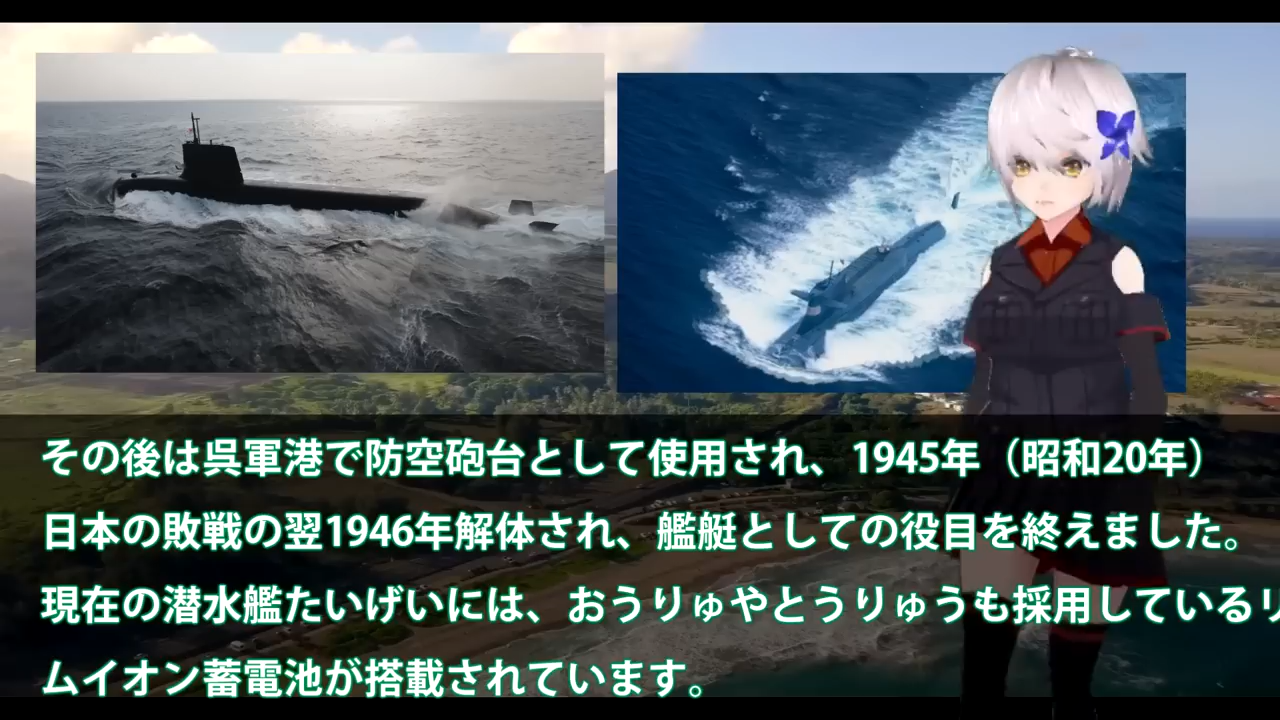 その後は呉軍港で防空砲台として使用され、1945年（昭和20年）
日本の敗戦の翌1946年解体され、艦艇としての役目を終えました。
現在の潜水艦たいげいには、おうりゅやとうりゅうも採用しているリ
ムイオン蓄電池が搭載されています。